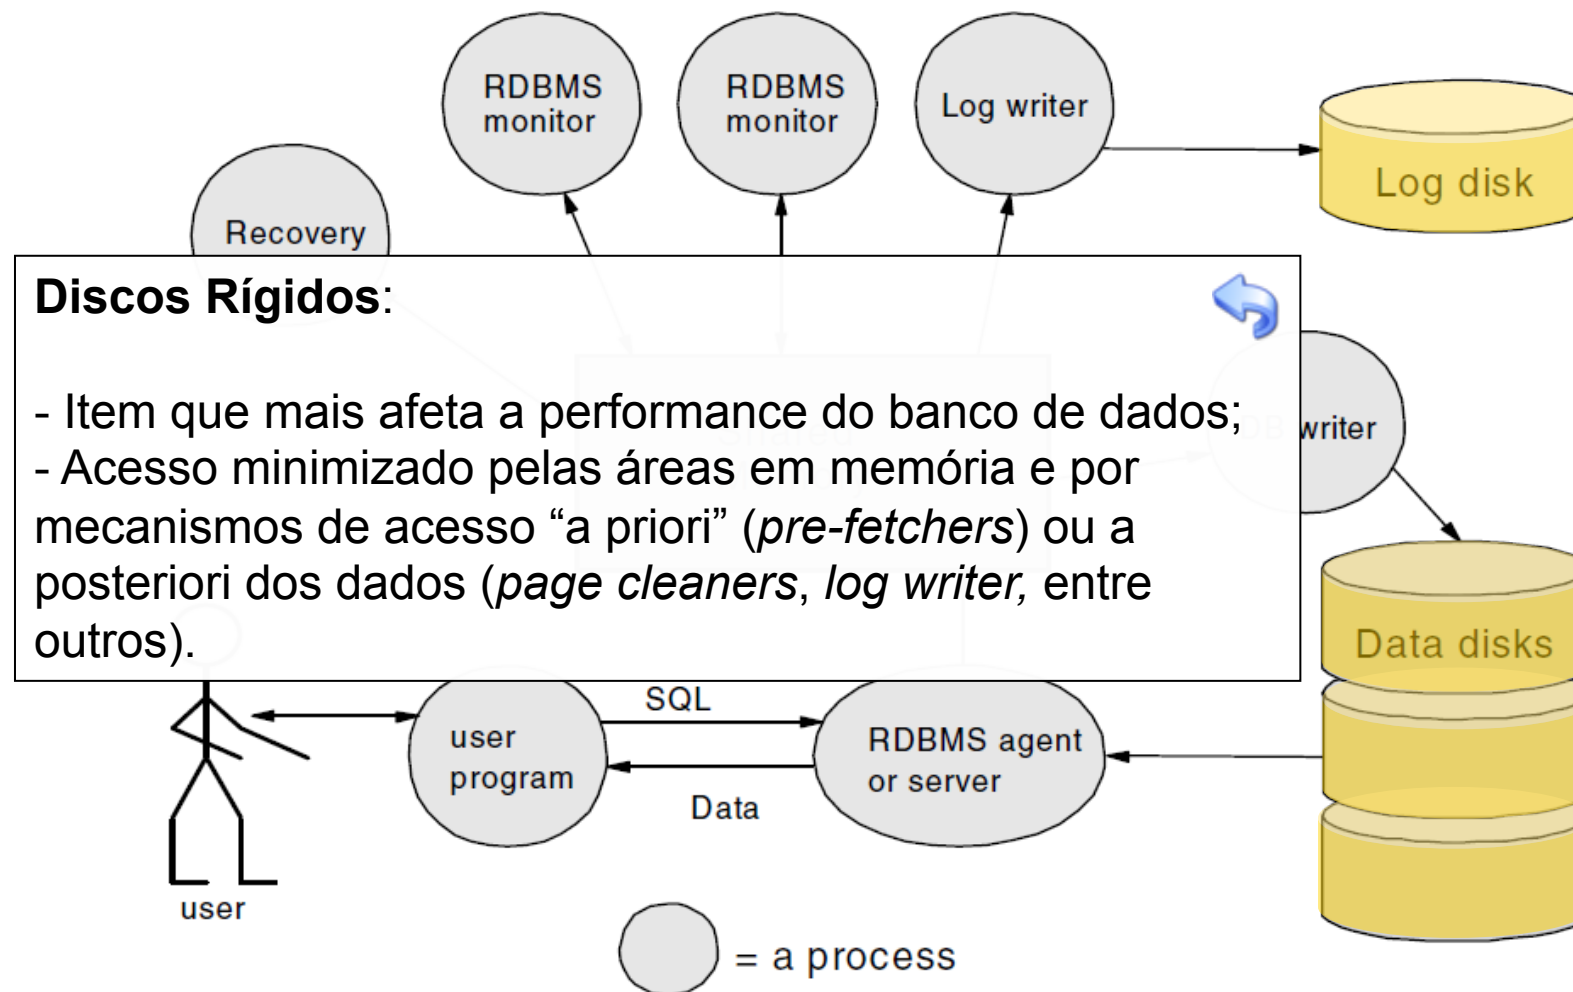 RDBMS
monitor
RDBMS
monitor
Log writer
Log disk
Recovery
Discos Rígidos:
- Item que mais afeta a performance do banco de dados;
- Acesso minimizado pelas áreas em memória e por
mecanismos de acesso “a priori” (pre-fetchers) ou a
posteriori dos dados (page cleaners, log writer, entre
outros).
DB writer
Data disks
SQL
user
program
RDBMS agent
or server
Data
user
= a process